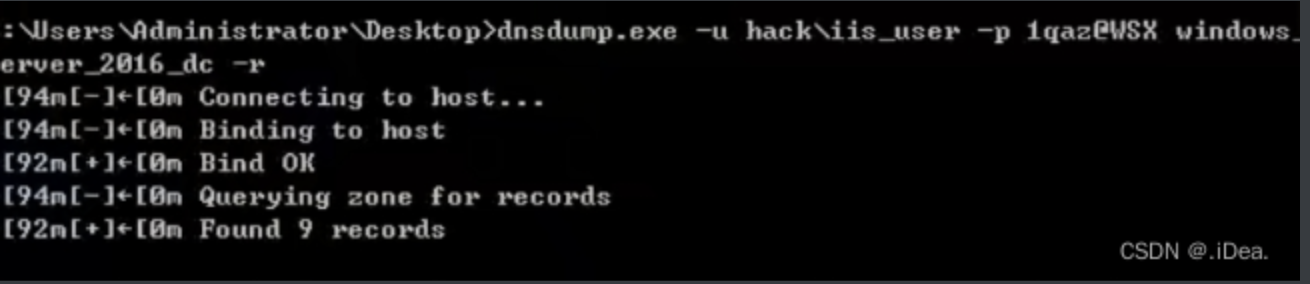 :\Users\Administrator\Desktop>dnsdump.exe -u hack\iis_user -p 1qaz@WSX windows_
erver_2016_dc -r
[94m[-]←[0m Connecting to host...
[94m[-]←[0m Binding to host
[92m[+]←[0m Bind OK
[94m[-]←[0m Querying zone for records
[92m[+]←[0m Found 9 records
CSDN @.iDea.